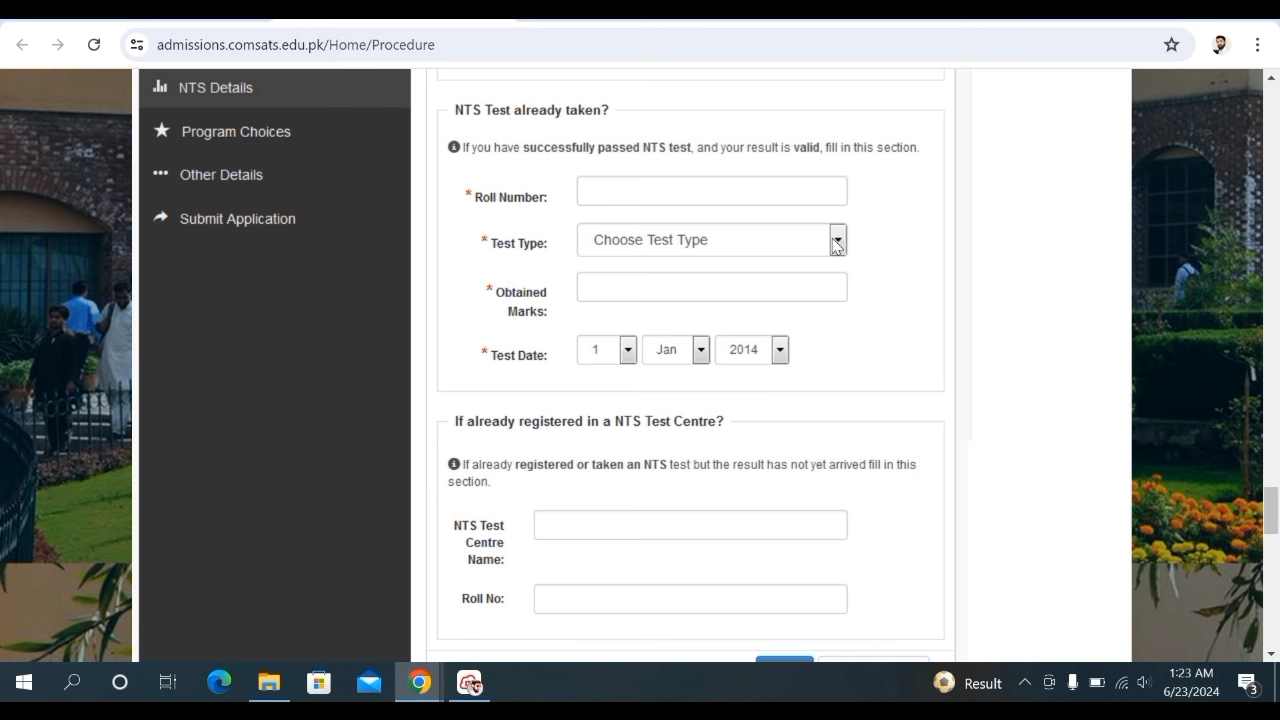 admissions.comsats.edu.pk/Home/Procedure
NTS Details
Program Choices
Other Details
Submit Application
NTS Test already taken?
If you have successfully passed NTS test, and your result is valid, fill in this section.
* Roll Number:
* Test Type:
Choose Test Type
* Obtained
Marks:
* Test Date:
1 Jan 2014
If already registered in a NTS Test Centre?
If already registered or taken an NTS test but the result has not yet arrived fill in this
section.
NTS Test
Centre
Name:
Roll No:
Result
1:23 AM
6/23/2024
3